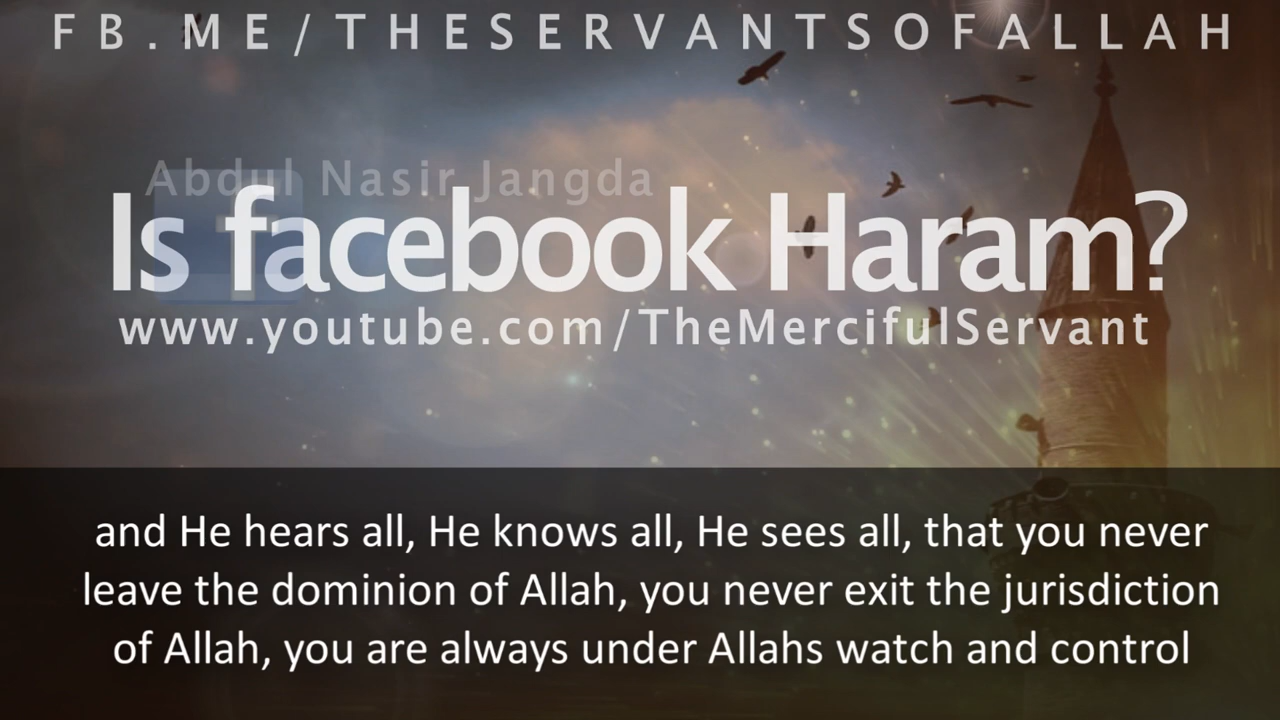 FB.ME/THESERVANTSOFALLAH
Abdul Nasir Jangda
Is facebook Haram?
www.youtube.com/TheMercifulServant
and He hears all, He knows all, He sees all, that you never
leave the dominion of Allah, you never exit the jurisdiction
of Allah, you are always under Allahs watch and control